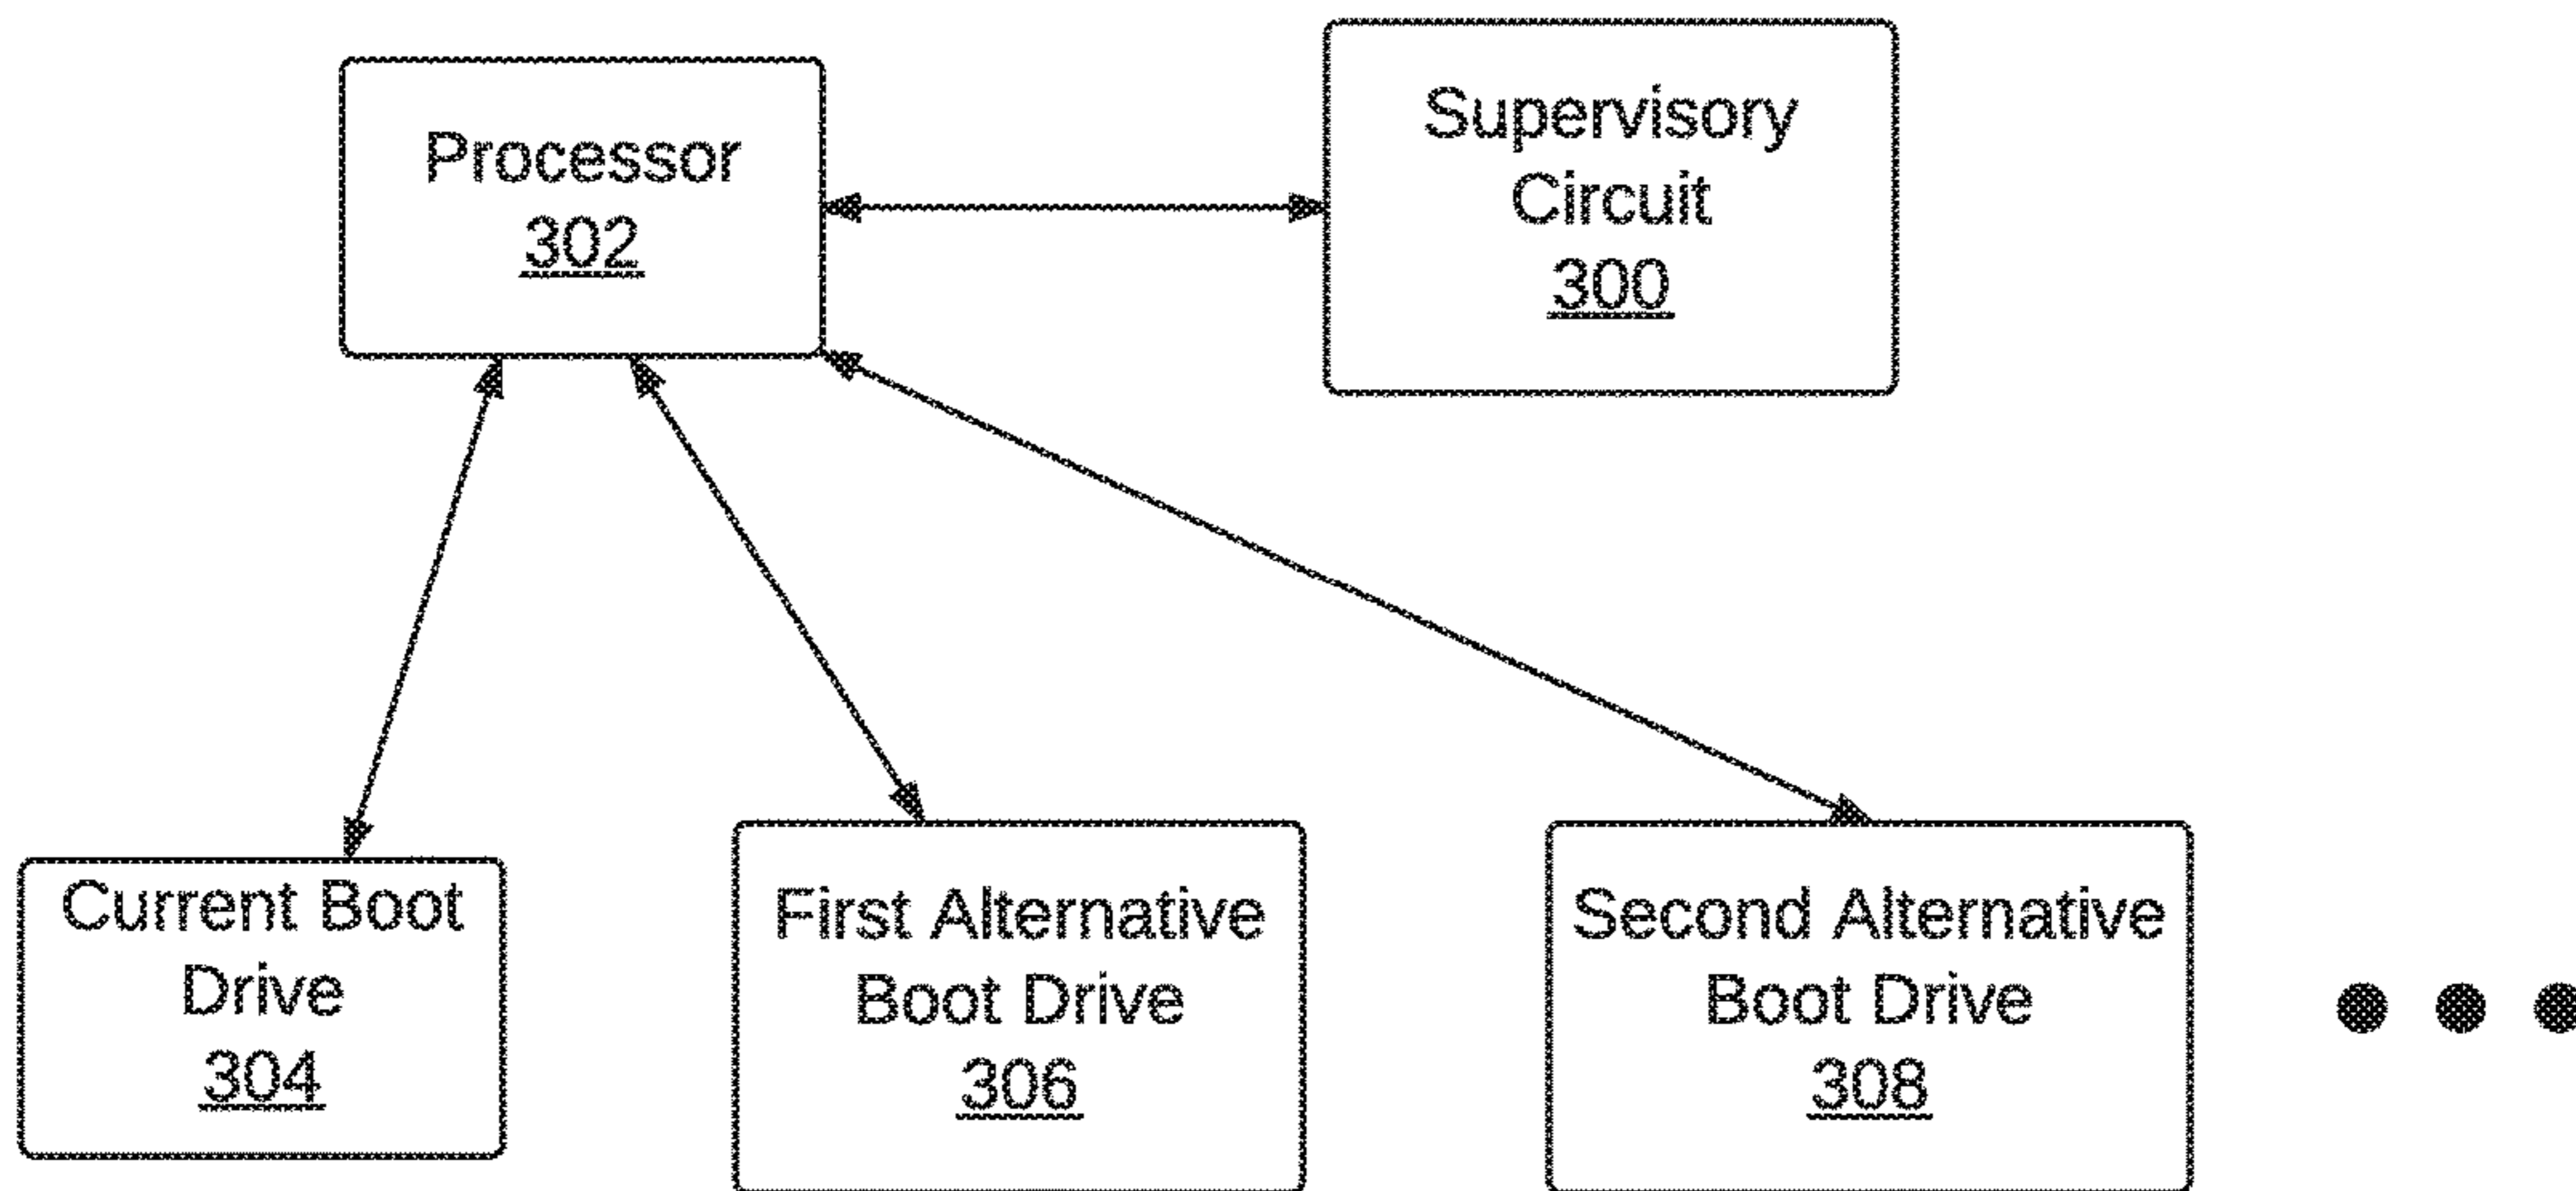 Processor
302
Supervisory
Circuit
300
Current Boot
Drive
304
First Alternative
Boot Drive
306
Second Alternative
Boot Drive
308